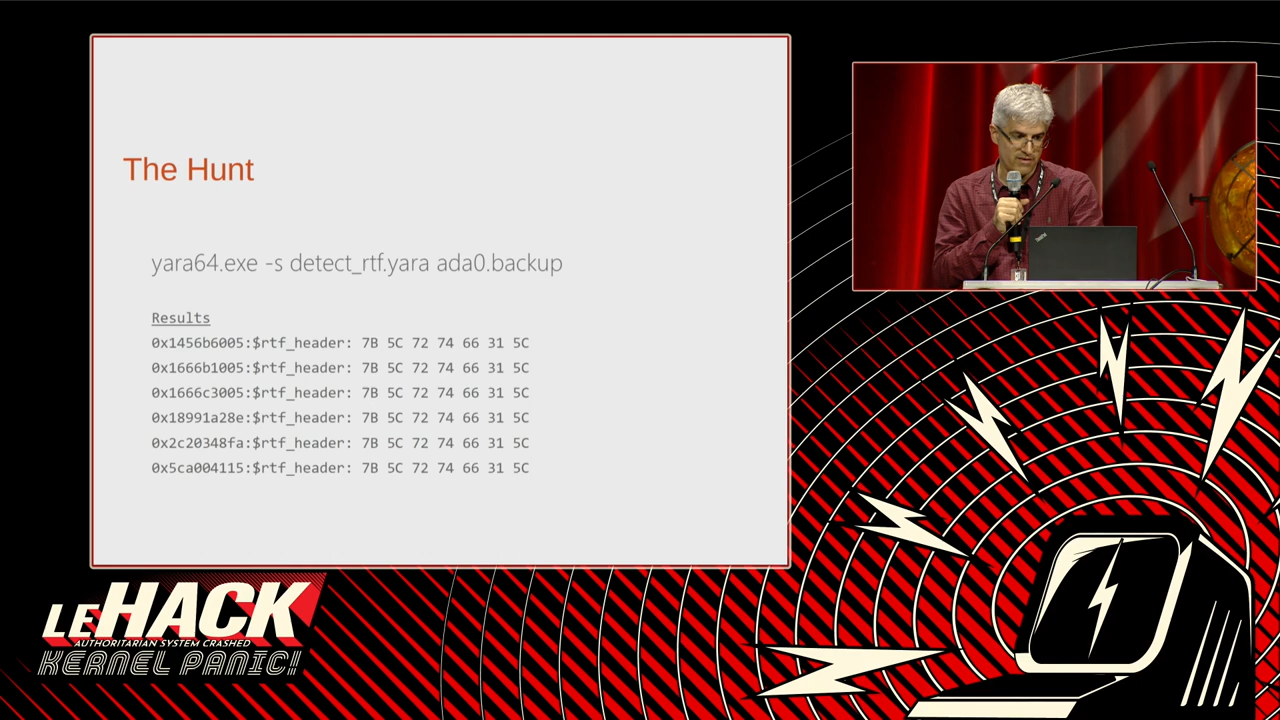 The Hunt
yara64.exe -s detect_rtf.yara ada0.backup
Results
0x1456b6005:$rtf_header: 7B 5C 72 74 66 31 5C
0x1666b1005:$rtf_header: 7B 5C 72 74 66 31 5C
0x1666c3005:$rtf_header: 7B 5C 72 74 66 31 5C
0x18991a28e:$rtf_header: 7B 5C 72 74 66 31 5C
0x2c20348fa:$rtf_header: 7B 5C 72 74 66 31 5C
0x5ca004115:$rtf_header: 7B 5C 72 74 66 31 5C
ThinkPad
LEHACK
AUTHORITARIAN SYSTEM CRASHED
KERNEL PANIC!